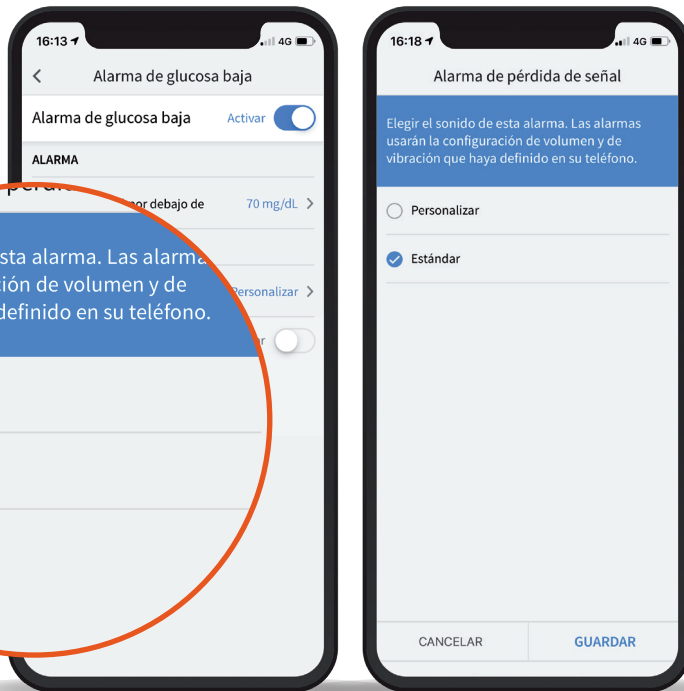 16:13
4G
Alarma de glucosa baja
Alarma de glucosa baja Activar
ALARMA
por debajo de 70 mg/dL
Personalizar
sta alarma. Las alarma
ción de volumen y de
definido en su teléfono.
16:18
4G
Alarma de pérdida de señal
Elegir el sonido de esta alarma. Las alarmas
usarán la configuración de volumen y de
vibración que haya definido en su teléfono.
Personalizar
Estándar
CANCELAR GUARDAR